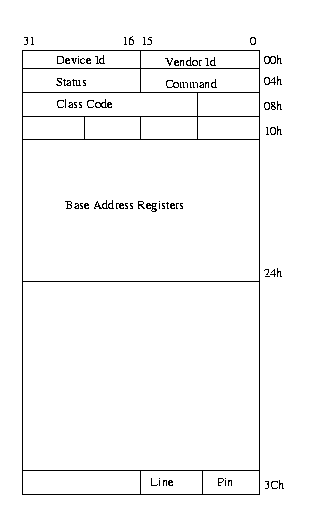 31 16 15 0
Device Id Vendor Id 00h
Status Command 04h
Class Code 08h
10h
Base Address Registers
24h
Line Pin 3Ch